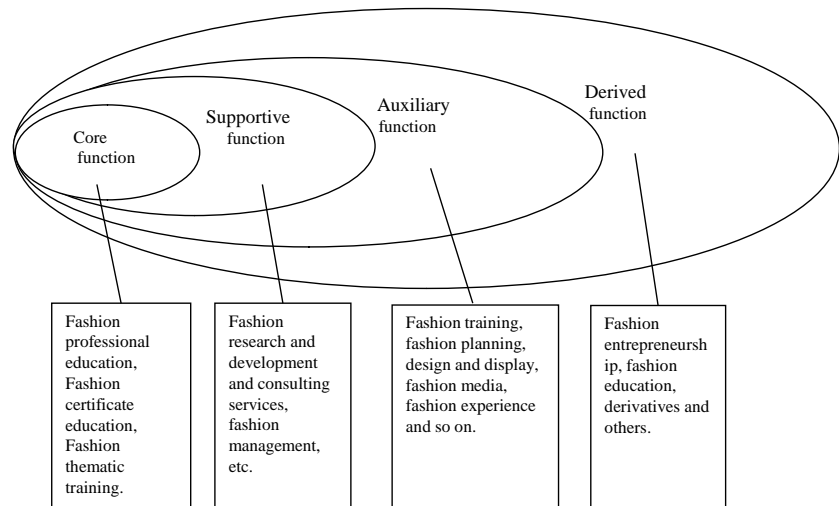 Core
function
Supportive
function
Auxiliary
function
Derived
function
Fashion
professional
education,
Fashion
certificate
education,
Fashion
thematic
training.
Fashion
research and
development
and consulting
services,
fashion
management,
etc.
Fashion training,
fashion planning,
design and display,
fashion media,
fashion experience
and so on.
Fashion
entrepreneursh
ip, fashion
education,
derivatives and
others.